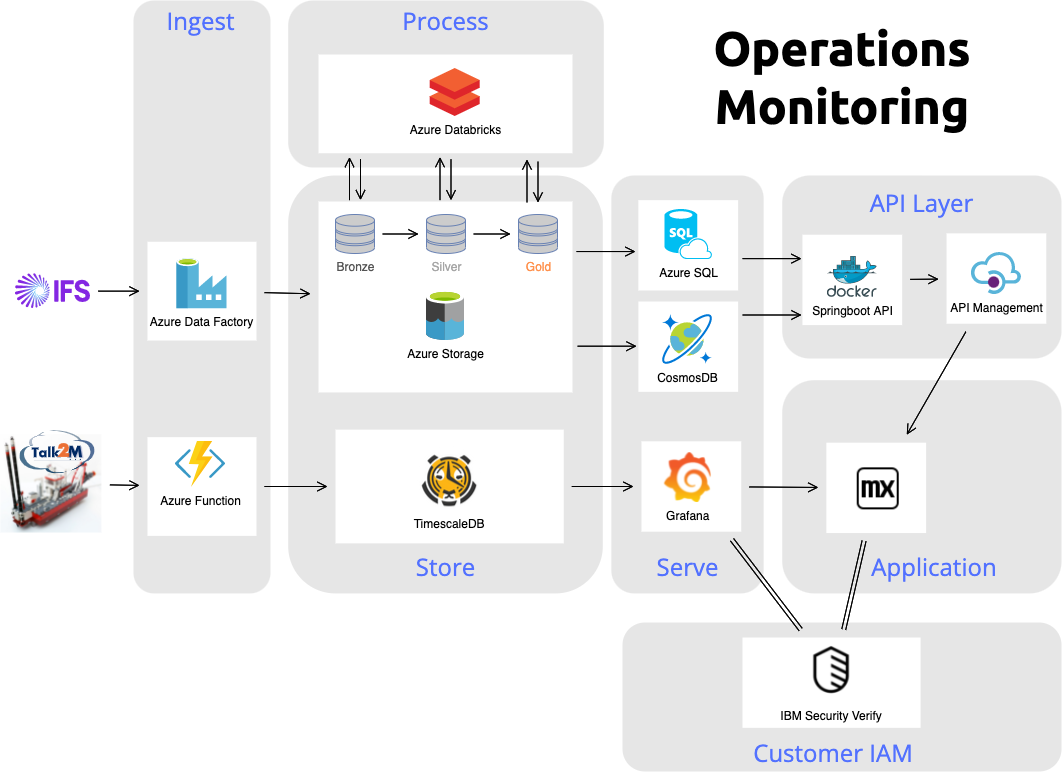 Ingest
Process
Operations
Monitoring
Azure Databricks
API Layer
SQL
Azure SQL
Bronze
Silver
Gold
IFS
Azure Data Factory
docker
Springboot API
API Management
Azure Storage
CosmosDB
Talk2M
Azure Function
TimescaleDB
Grafana
mx
Store
Serve
Application
IBM Security Verify
Customer IAM